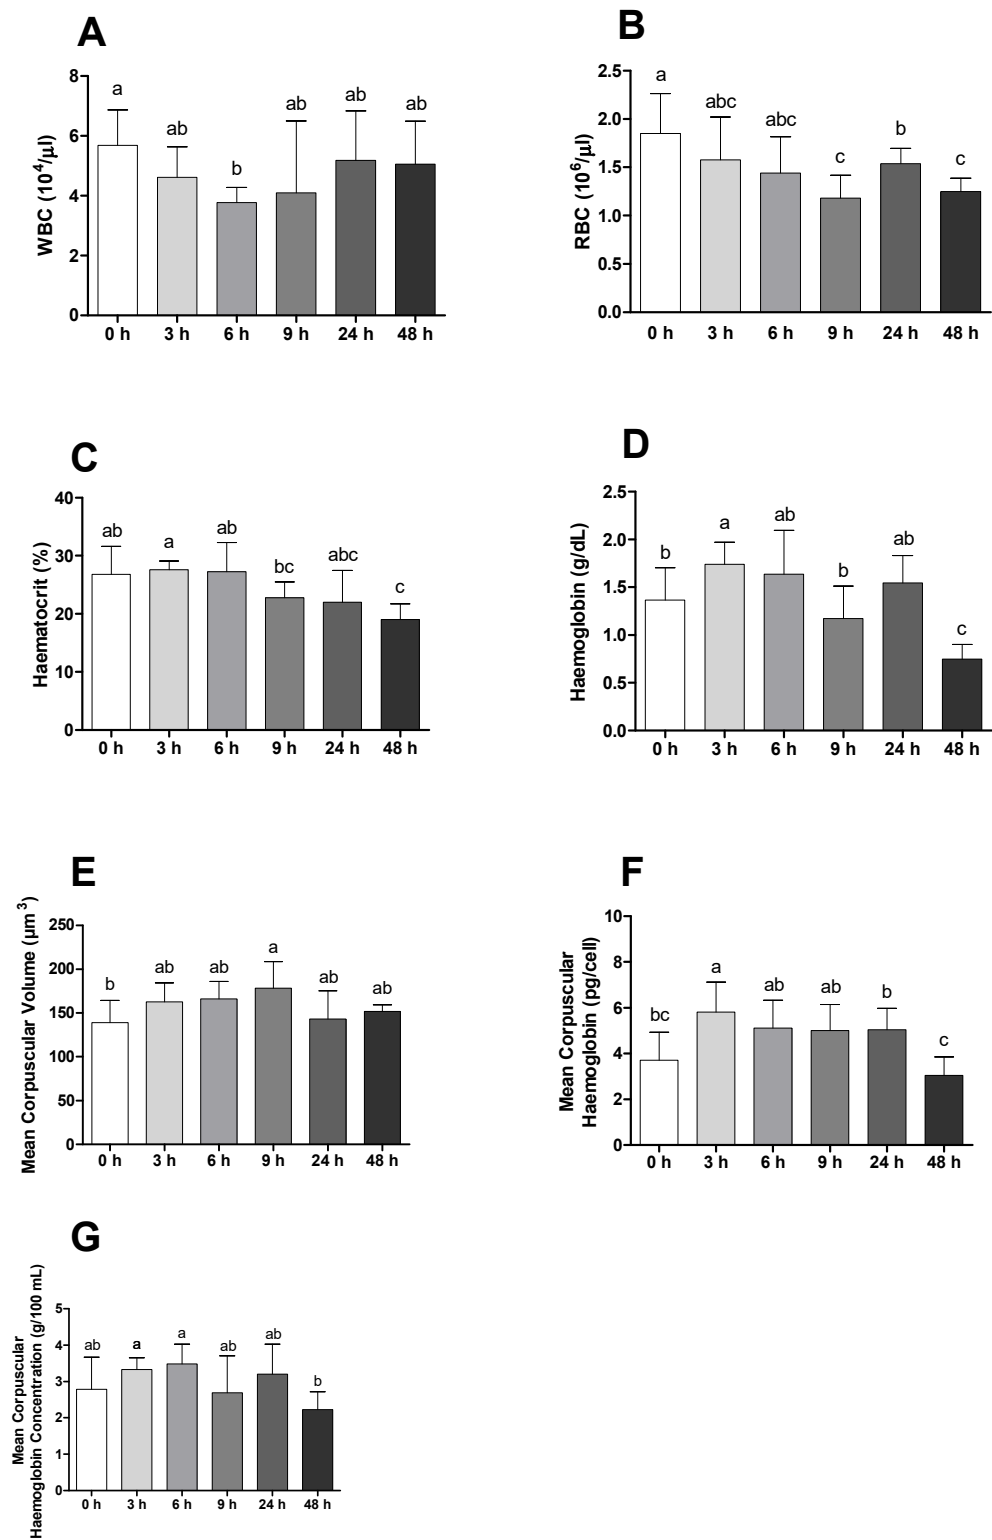 A
WBC (10⁴/µl)
8
6
4
2
0
a
ab
b
ab
ab
ab
0 h 3 h 6 h 9 h 24 h 48 h
B
RBC (10⁶/µl)
2.5
2.0
1.5
1.0
0.5
0.0
a
abc
abc
c
b
c
0 h 3 h 6 h 9 h 24 h 48 h
C
Haematocrit (%)
40
30
20
10
0
ab
a
ab
bc
abc
c
0 h 3 h 6 h 9 h 24 h 48 h
D
Haemoglobin (g/dL)
2.5
2.0
1.5
1.0
0.5
0.0
b
a
ab
b
ab
c
0 h 3 h 6 h 9 h 24 h 48 h
E
Mean Corpuscular Volume (µm³)
250
200
150
100
50
0
b
ab
ab
a
ab
ab
0 h 3 h 6 h 9 h 24 h 48 h
F
Mean Corpuscular
Haemoglobin (pg/cell)
10
8
6
4
2
0
bc
a
ab
ab
b
c
0 h 3 h 6 h 9 h 24 h 48 h
G
Mean Corpuscular
Haemoglobin Concentration (g/100 mL)
5
4
3
2
1
0
ab
a
a
ab
ab
b
0 h 3 h 6 h 9 h 24 h 48 h